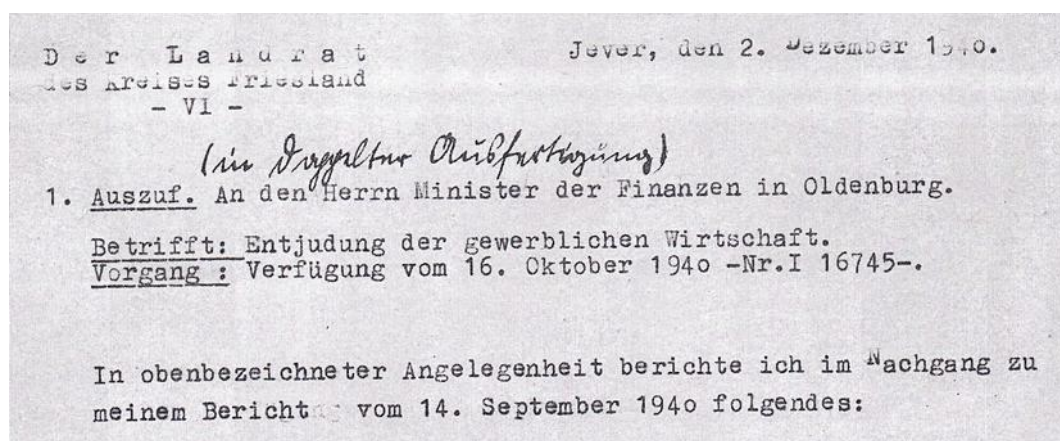 Der Landrat
des Kreises Friesland
- VI -
Jever, den 2. Dezember 1940.
(in doppelter Ausfertigung)
1. Auszuf. An den Herrn Minister der Finanzen in Oldenburg.
Betrifft: Entjudung der gewerblichen Wirtschaft.
Vorgang : Verfügung vom 16. Oktober 1940 -Nr.I 16745-.
In obenbezeichneter Angelegenheit berichte ich im Nachgang zu
meinem Bericht vom 14. September 1940 folgendes: